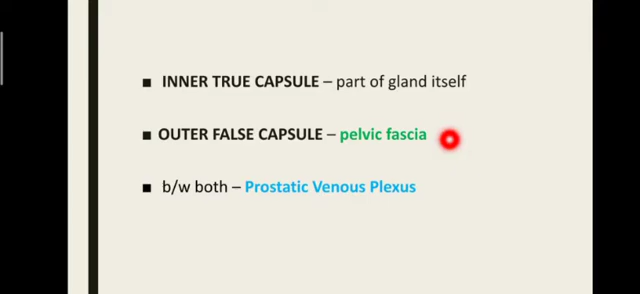 ▪ INNER TRUE CAPSULE – part of gland itself
▪ OUTER FALSE CAPSULE – pelvic fascia
▪ b/w both – Prostatic Venous Plexus